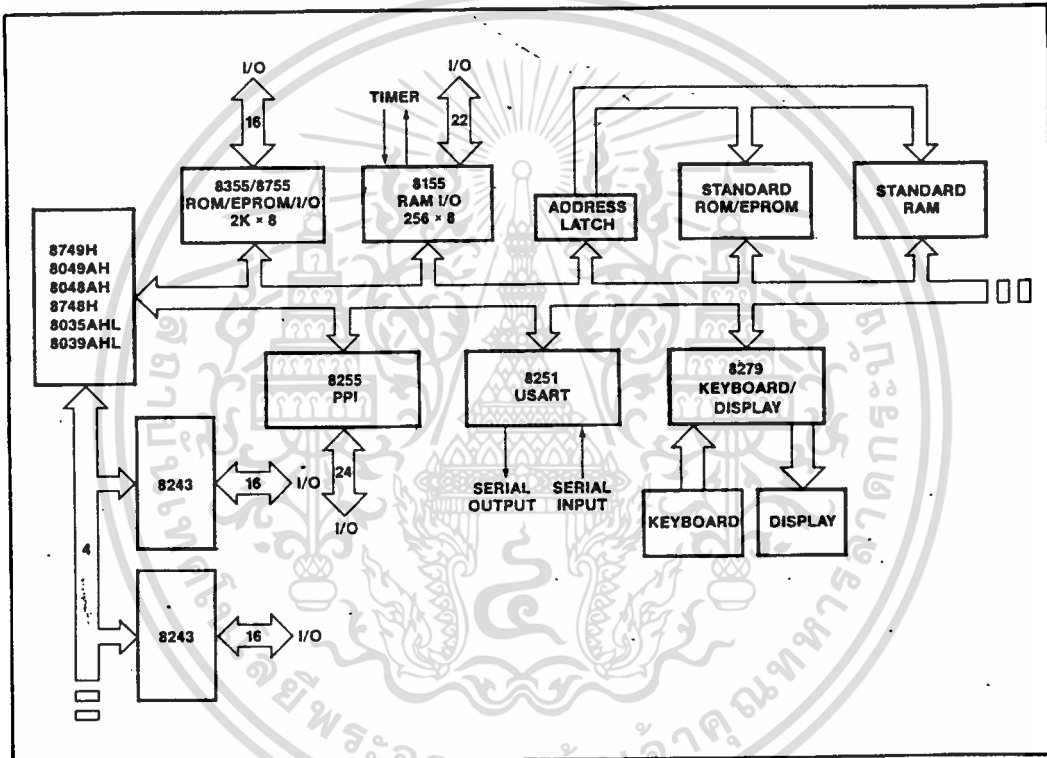 I/O
16
TIMER
I/O
22
8355/8755
ROM/EPROM/I/O
2K × 8
8155
RAM I/O
256 × 8
ADDRESS
LATCH
STANDARD
ROM/EPROM
STANDARD
RAM
8749H
8049AH
8048AH
8748H
8035AHL
8039AHL
8255
PPI
8251
USART
8279
KEYBOARD/
DISPLAY
8243
16
I/O
24
I/O
SERIAL
OUTPUT
SERIAL
INPUT
KEYBOARD
DISPLAY
4
8243
16
I/O